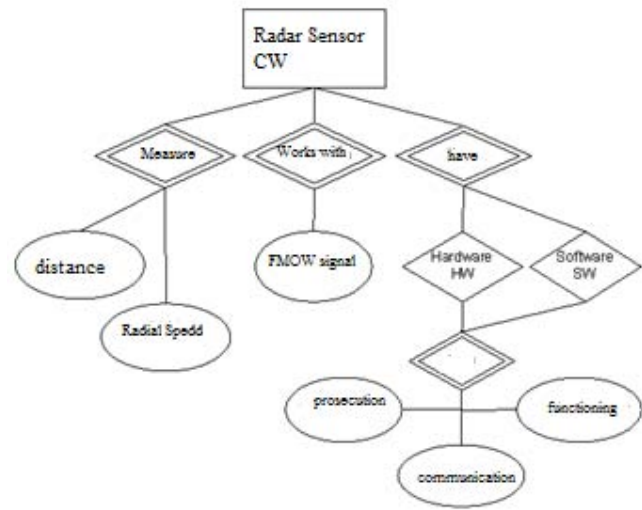 Radar Sensor
CW
Measure
Works with
have
distance
FMOW signal
Hardware
HW
Software
SW
Radial Spedd
prosecution
functioning
communication